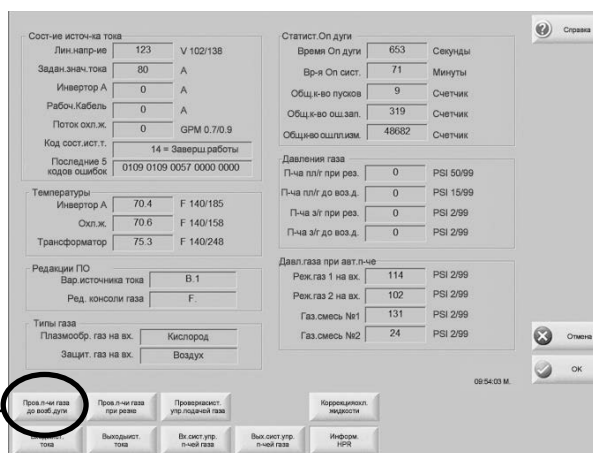 Справка
Сост-ие источ-ка тока
Лин.напр-ие 123 V 102/138
Задан.знач.тока 80 А
Инвертор А 0 А
Рабоч.Кабель 0 А
Поток охл.ж. 0 GPM 0.7/0.9
Код сост.ист.т. 14 = Заверш.работы
Последние 5
кодов ошибок 0109 0109 0057 0000 0000
Температуры
Инвертор А 70.4 F 140/185
Охл.ж. 70.6 F 140/158
Трансформатор 75.3 F 140/248
Редакции ПО
Вар.источника тока B.1
Ред. консоли газа F.
Типы газа
Плазмообр. газ на вх. Кислород
Защит. газ на вх. Воздух
Статист.Оп дуги
Время Оп дуги 653 Секунды
Вр-я Оп сист. 71 Минуты
Общ.к-во пусков 9 Счетчик
Общ.к-во ош.зап. 319 Счетчик
Общ.к-во ошпл.изм. 48682 Счетчик
Давления газа
П-ча пл/г при рез. 0 PSI 50/99
П-ча пл/г до воз.д. 0 PSI 15/99
П-ча з/г при рез. 0 PSI 2/99
П-ча з/г до воз.д. 0 PSI 2/99
Давл.газа при авт.п-че
Реж.газ 1 на вх. 114 PSI 2/99
Реж.газ 2 на вх. 102 PSI 2/99
Газ.смесь №1 131 PSI 2/99
Газ.смесь №2 24 PSI 2/99
Отмена
OK
09:54:03 M.
Пров.п-чи газа
до возб.дуги
Пров.п-чи газа
при резке
Проверкасист.
упр.подачей газа
Коррекцияохл.
жидкости
тока
Выходыист.
тока
Вх.сист.упр.
п-чей газа
Вых.сист.упр.
п-чей газа
Информ.
HPR